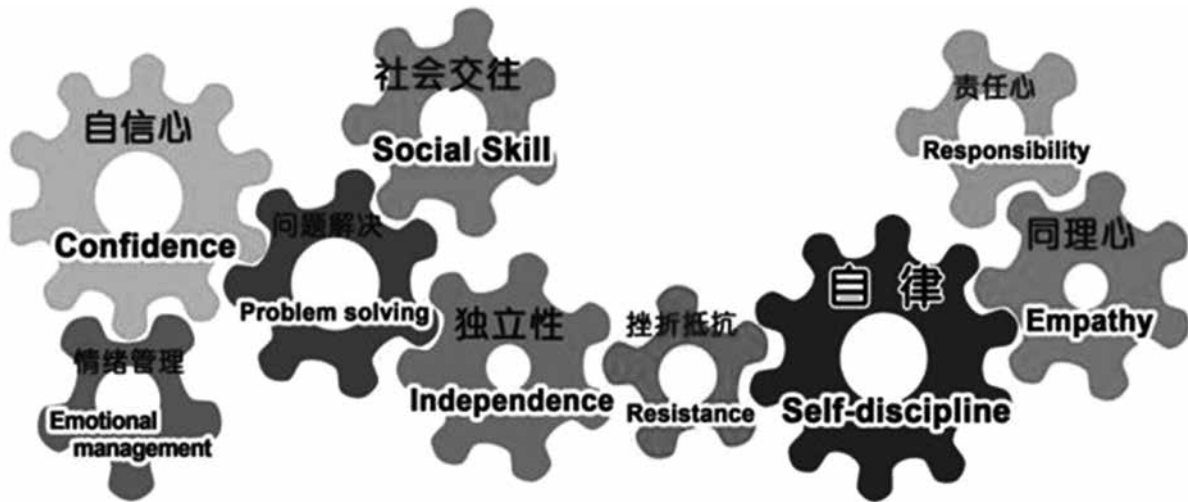 自信心
Confidence
社会交往
Social Skill
问题解决
Problem solving
情绪管理
Emotional
management
独立性
Independence
挫折抵抗
Resistance
自 律
Self-discipline
责任心
Responsibility
同理心
Empathy